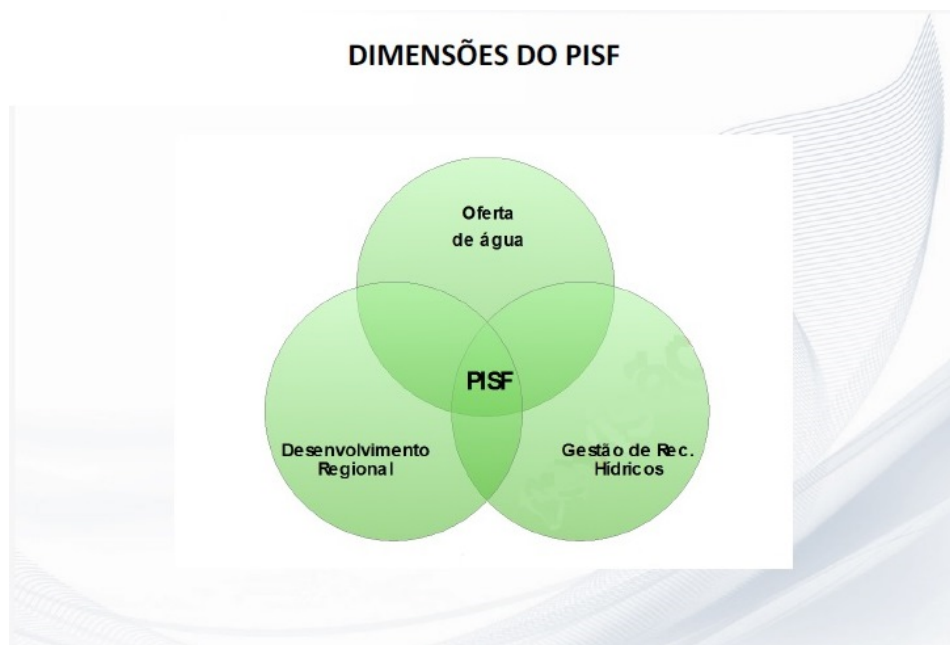 DIMENSÕES DO PISF
Oferta
de água
PISF
Desenvolvimento
Regional
Gestão de Rec.
Hídricos